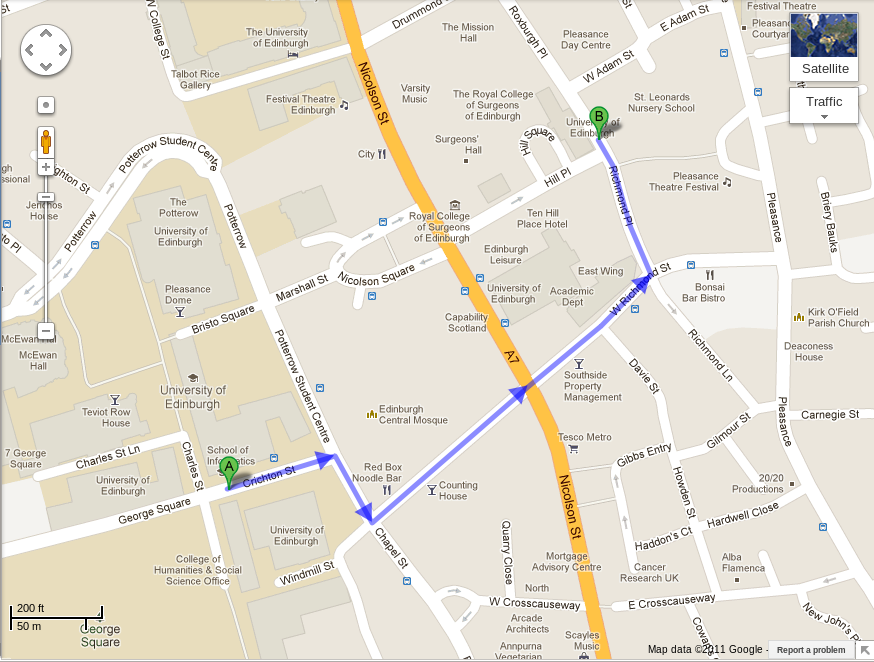 W College St
The University
of Edinburgh
Drummond
The Mission
Hall
Roxburgh Pl
E Adam St
Festival Theatre
Pleasance
Courtya
Pleasance
Day Centre
W Adam St
Satellite
Traffic
Talbot Rice
Gallery
Nicolson St
Varsity
Music
The Royal College
of Surgeons
of Edinburgh
St. Leonards
Nursery School
Festival Theatre
Edinburgh
B
University of
Edinburgh
Surgeons'
Hall
Hill Square
City
Potterrow Student Centre
Hill Pl
Richmond Pl
Pleasance
Theatre Festival
Pleasance
Briery Bauks
The
Potterow
University of
Edinburgh
Potterrow
Potterrow
Royal College
of Surgeons
of Edinburgh
Ten Hill
Place Hotel
Edinburgh
Leisure
East Wing
W Richmond St
Nicolson Square
Marshall St
University of
Edinburgh
Academic
Dept
Bonsai
Bar Bistro
Pleasance
Dome
Bristo Square
Capability
Scotland
Kirk O'Field
Parish Church
McEwan Hall
McEwan
Hall
Potterrow Student Centre
A7
Deaconess
House
Richmond Ln
Southside
Property
Management
Davie St
University of
Edinburgh
Teviot Row
House
Edinburgh
Central Mosque
Pleasance
Carnegie St
Gilmour St
Tesco Metro
Gibbs Entry
7 George
Square
Charles St Ln
Charles St
School of
Informatics
A
Crichton St
Red Box
Noodle Bar
Counting
House
Nicolson St
Howden St
20/20
Productions
University of
Edinburgh
George Square
Hardwell Close
University of
Edinburgh
Chapel St
Quarry Close
Haddon's Ct
College of
Humanities & Social
Science Office
Windmill St
Mortgage
Advisory Centre
Cancer
Research UK
Alba
Flamenca
North
W Crosscauseway
E Crosscauseway
200 ft
50 m
George
Square
Arcade
Architects
Annpurna
Vegetarian
Scayles
Music
New John's Pl
Map data ©2011 Google -
Report a problem